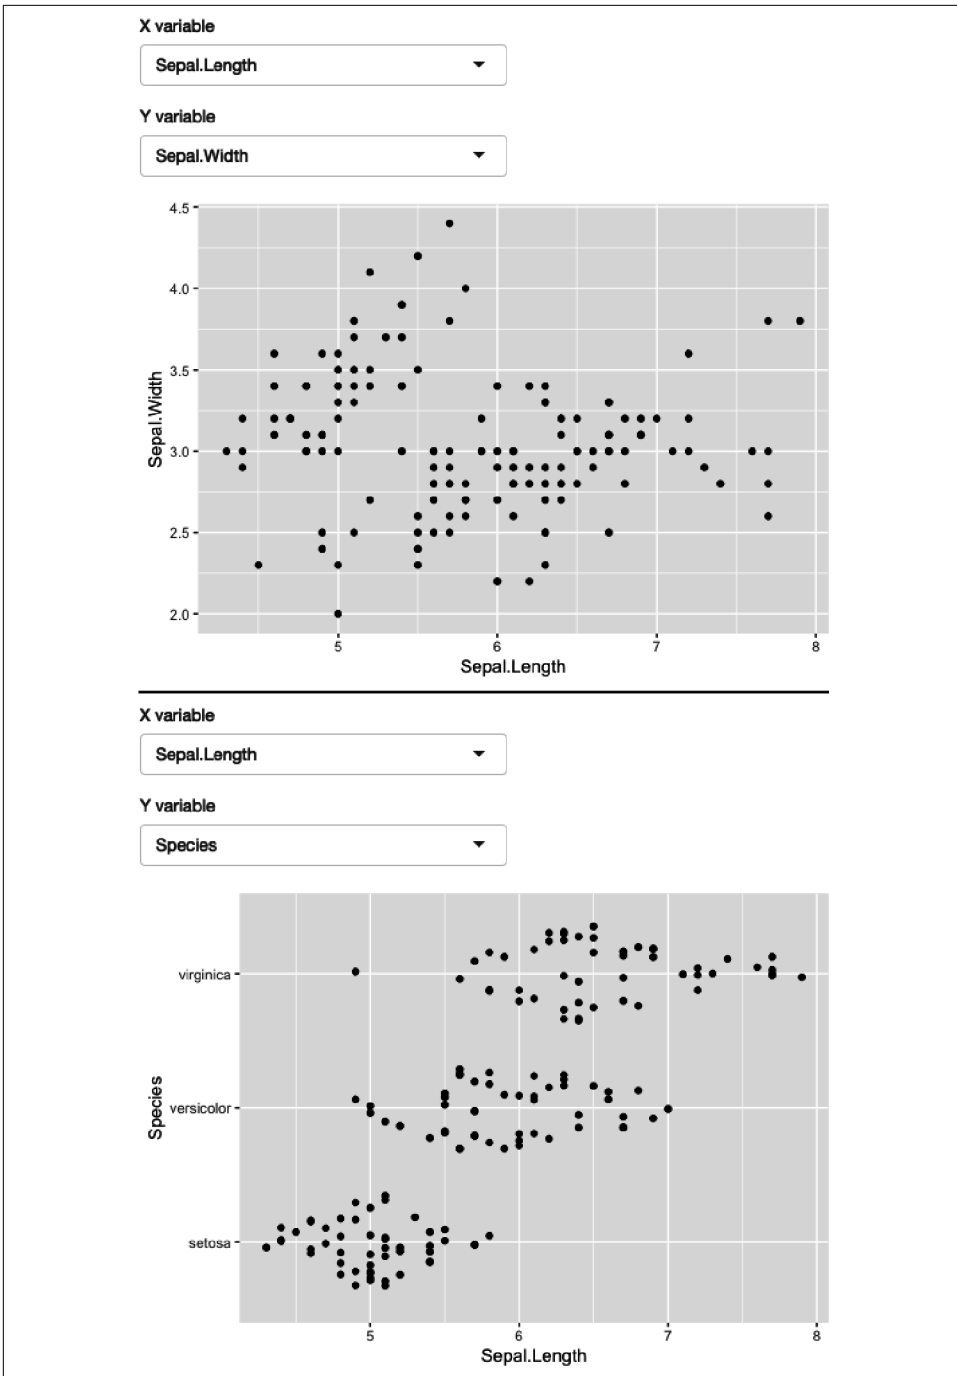 X variable
Sepal.Length
Y variable
Sepal.Width
4.5
4.0
3.5
3.0
2.5
2.0
Sepal.Width
5 6 7 8
Sepal.Length
X variable
Sepal.Length
Y variable
Species
virginica
versicolor
setosa
Species
5 6 7 8
Sepal.Length